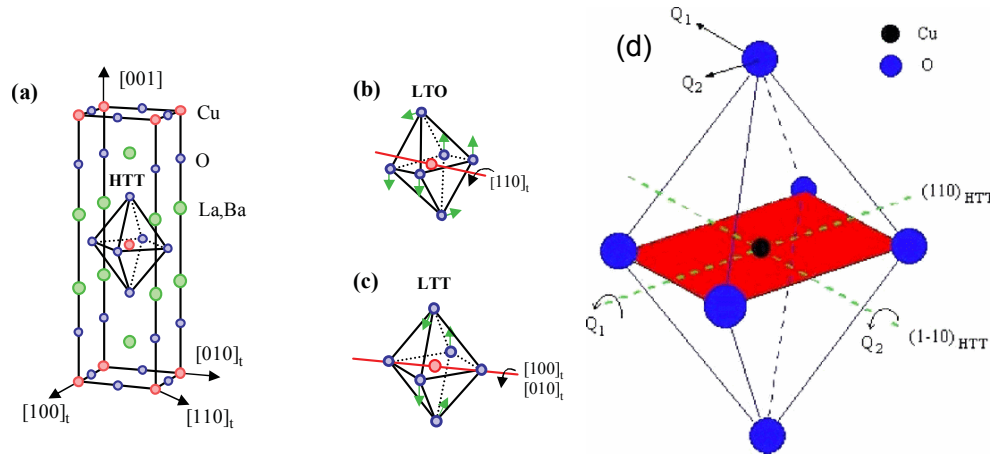 (a)
[001]
Cu
O
HTT
La,Ba
[010]t
[100]t
[110]t
(b)
LTO
[110]t
(c)
LTT
[100]t
[010]t
(d)
Q1
Q2
Cu
O
(110)HTT
Q1
Q2
(1-10)HTT